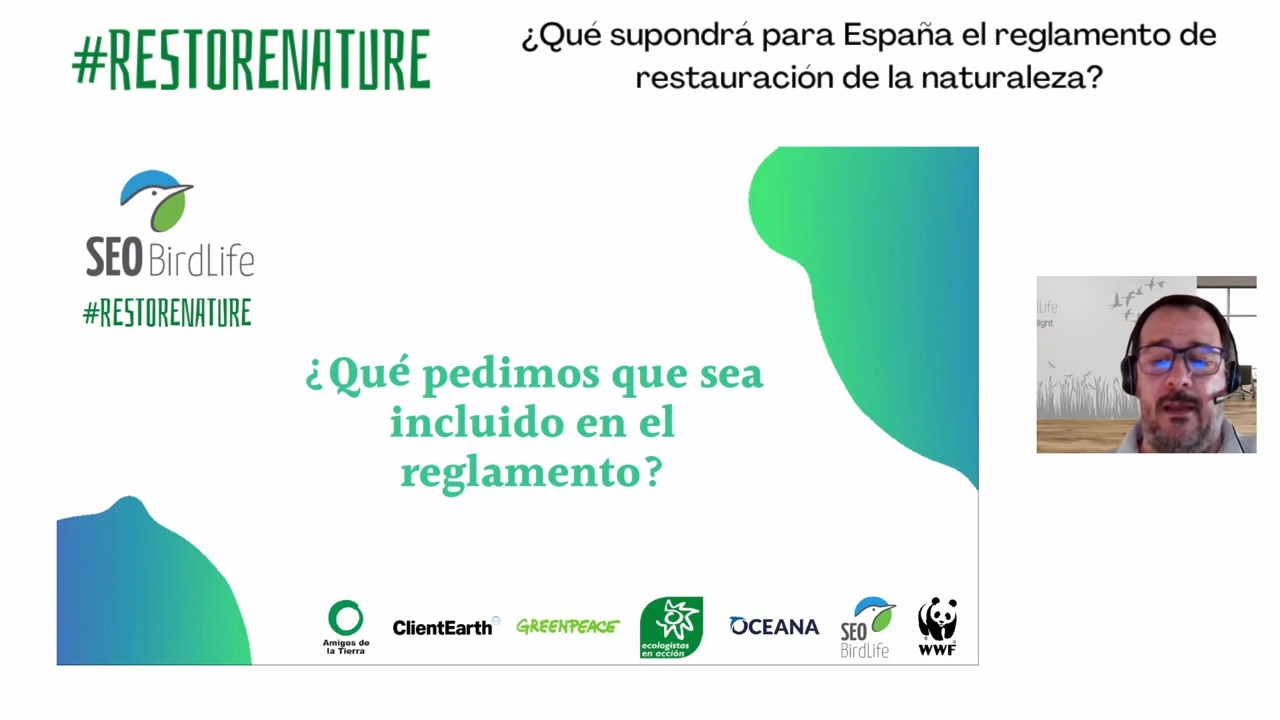 #RESTORENATURE
¿Qué supondrá para España el reglamento de
restauración de la naturaleza?
SEO BirdLife
#RESTORENATURE
¿Qué pedimos que sea
incluido en el
reglamento?
Amigos de
la Tierra
ClientEarth
GREENPEACE
ecologistas
en acción
OCEANA
SEO
BirdLife
WWF